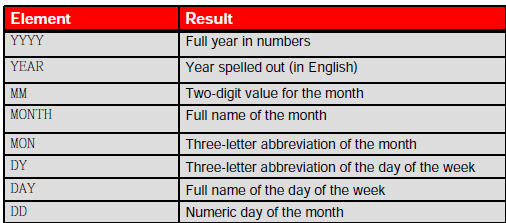 Element Result
YYYY Full year in numbers
YEAR Year spelled out (in English)
MM Two-digit value for the month
MONTH Full name of the month
MON Three-letter abbreviation of the month
DY Three-letter abbreviation of the day of the week
DAY Full name of the day of the week
DD Numeric day of the month